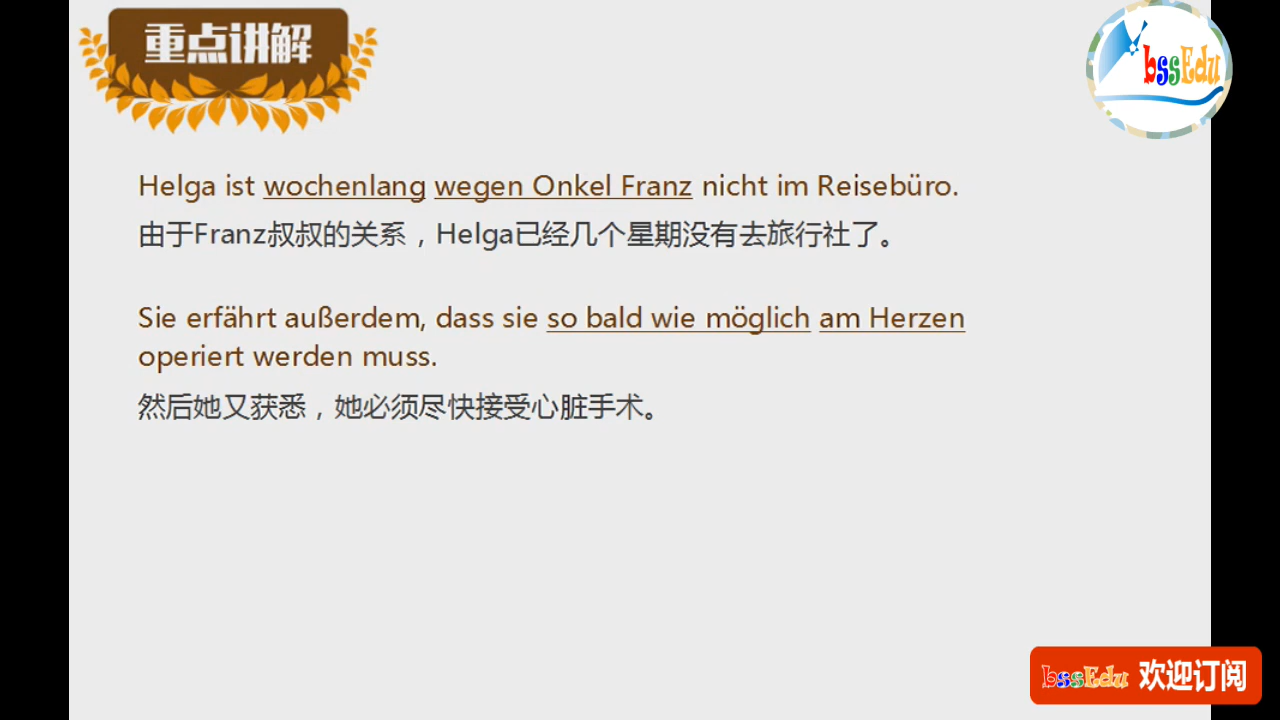 重点讲解
bssEdu
Helga ist wochenlang wegen Onkel Franz nicht im Reisebüro.
由于Franz叔叔的关系，Helga已经几个星期没有去旅行社了。
Sie erfährt außerdem, dass sie so bald wie möglich am Herzen
operiert werden muss.
然后她又获悉，她必须尽快接受心脏手术。
bssEdu 欢迎订阅